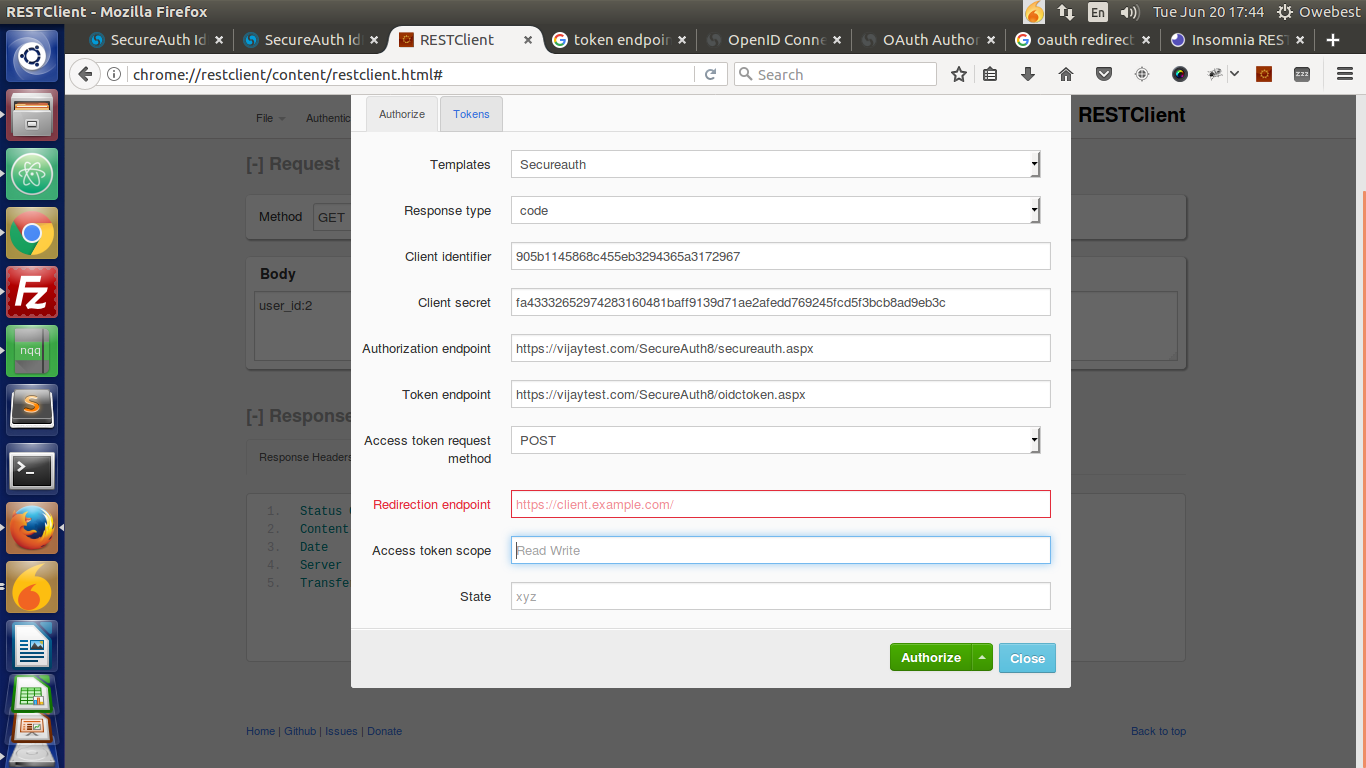 RESTClient - Mozilla Firefox
En
Tue Jun 20 17:44
Owebest
SecureAuth Id
SecureAuth Id
RESTClient
token endpoin
OpenID Conne
OAuth Author
oauth redirect
Insomnia RES
chrome://restclient/content/restclient.html#
Search
zzz
File
Authentic
RESTClient
Authorize
Tokens
[-] Request
Method
GET
Body
user_id:2
Templates
Secureauth
Response type
code
Client identifier
905b1145868c455eb3294365a3172967
Client secret
fa43332652974283160481baff9139d71ae2afedd769245fcd5f3bcb8ad9eb3c
Authorization endpoint
https://vijaytest.com/SecureAuth8/secureauth.aspx
Token endpoint
https://vijaytest.com/SecureAuth8/oidctoken.aspx
Access token request
method
POST
Redirection endpoint
https://client.example.com/
Access token scope
Read Write
State
xyz
Authorize
Close
[-] Response
Response Headers
1. Status
2. Content
3. Date
4. Server
5. Transfe
Home | Github | Issues | Donate
Back to top
Fz
nqq
S
>_